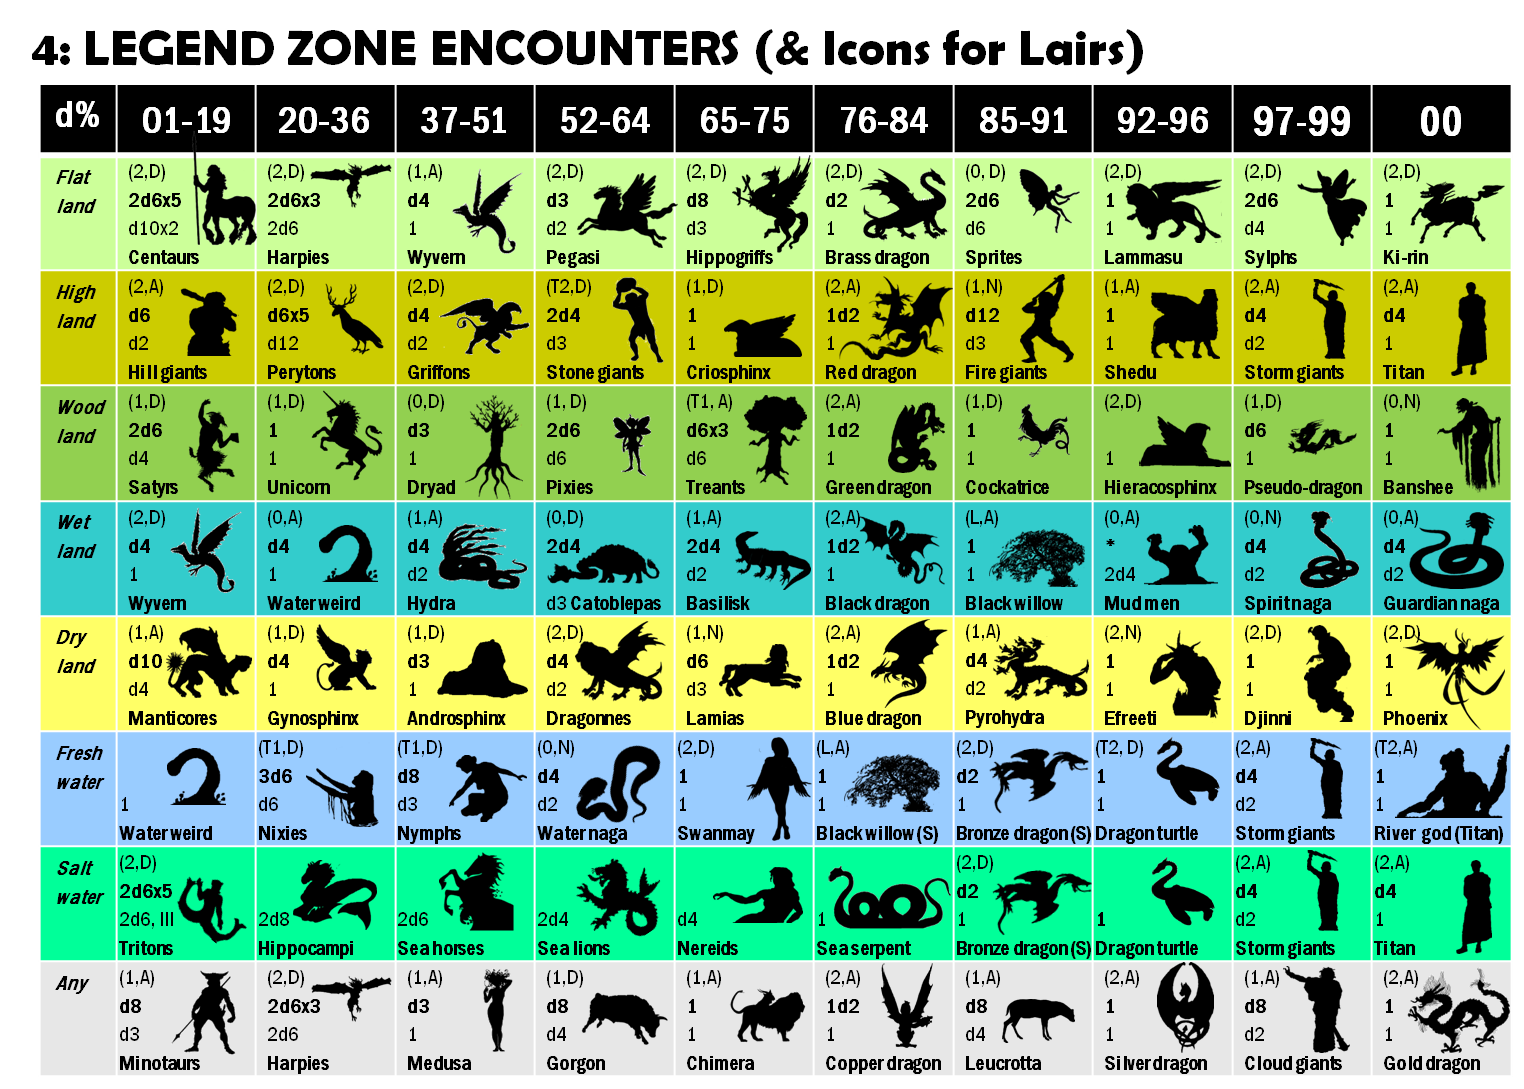 4: LEGEND ZONE ENCOUNTERS (& Icons for Lairs)
d% 01-19 20-36 37-51 52-64 65-75 76-84 85-91 92-96 97-99 00
Flat land
(2,D) 2d6x5 d10x2 Centaurs
(2,D) 2d6x3 2d6 Harpies
(1,A) d4 1 Wyvern
(2,D) d3 d2 Pegasi
(2, D) d8 d3 Hippogriffs
(2,D) d2 1 Brass dragon
(0, D) 2d6 d6 Sprites
(2,D) 1 1 Lammasu
(2,D) 2d6 d4 Sylphs
(2,D) 1 1 Ki-rin
High land
(2,A) d6 d2 Hill giants
(2,D) d6x5 d12 Perytons
(2,D) d4 d2 Griffons
(T2,D) 2d4 d3 Stone giants
(1,D) 1 1 Criosphinx
(2,A) 1d2 1 Red dragon
(1,N) d12 d3 Fire giants
(1,A) 1 1 Shedu
(2,A) d4 d2 Storm giants
(2,A) d4 1 Titan
Wood land
(1,D) 2d6 d4 Satyrs
(1,D) 1 1 Unicorn
(0,D) d3 1 Dryad
(1, D) 2d6 d6 Pixies
(T1, A) d6x3 d6 Treants
(2,A) 1d2 1 Green dragon
(1,D) 1 1 Cockatrice
(2,D) 1 Hieracosphinx
(1,D) d6 1 Pseudo-dragon
(0,N) 1 1 Banshee
Wet land
(2,D) d4 1 Wyvern
(0,A) d4 1 Water weird
(1,A) d4 d2 Hydra
(0,D) 2d4 d3 Catoblepas
(1,A) 2d4 d2 Basilisk
(2,A) 1d2 1 Black dragon
(L,A) 1 1 Black willow
(0,A) * 2d4 Mud men
(0,N) d4 d2 Spirit naga
(0,A) d4 d2 Guardian naga
Dry land
(1,A) d10 d4 Manticores
(1,D) d4 1 Gynosphinx
(1,D) d3 1 Androsphinx
(2,D) d4 d2 Dragonnes
(1,N) d6 d3 Lamias
(2,A) 1d2 1 Blue dragon
(1,A) d4 d2 Pyrohydra
(2,N) 1 1 Efreeti
(2,D) 1 1 Djinni
(2,D) 1 1 Phoenix
Fresh water
1 Water weird
(T1,D) 3d6 d6 Nixies
(T1,D) d8 d3 Nymphs
(0,N) d4 d2 Water naga
(2,D) 1 1 Swanmay
(L,A) 1 1 Black willow (S)
(2,D) d2 1 Bronze dragon (S)
(T2, D) 1 1 Dragon turtle
(2,A) d4 d2 Storm giants
(T2,A) 1 1 River god (Titan)
Salt water
(2,D) 2d6x5 2d6, III Tritons
2d8 Hippocampi
2d6 Sea horses
2d4 Sea lions
d4 Nereids
1 Sea serpent
(2,D) d2 1 Bronze dragon (S)
1 Dragon turtle
(2,A) d4 d2 Storm giants
(2,A) d4 1 Titan
Any
(1,A) d8 d3 Minotaurs
(2,D) 2d6x3 2d6 Harpies
(1,A) d3 1 Medusa
(1,D) d8 d4 Gorgon
(1,A) 1 1 Chimera
(2,A) 1d2 1 Copper dragon
(1,A) d8 d4 Leucrotta
(2,A) 1 1 Silver dragon
(1,A) d8 d2 Cloud giants
(2,A) 1 1 Gold dragon